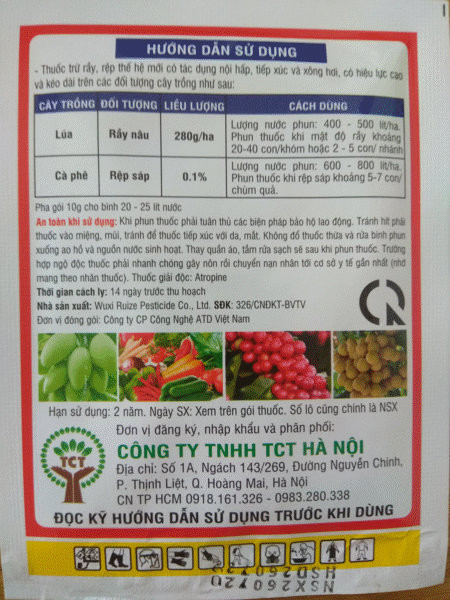 HƯỚNG DẪN SỬ DỤNG
- Thuốc trừ rầy, rệp thế hệ mới có tác dụng nội hấp, tiếp xúc và xông hơi, có hiệu lực cao
và kéo dài trên các đối tượng cây trồng như sau:
CÂY TRỒNG ĐỐI TƯỢNG LIỀU LƯỢNG CÁCH DÙNG
Lúa Rầy nâu 280g/ha Lượng nước phun: 400 - 500 lít/ha.
Phun thuốc khi mật độ rầy khoảng
20-40 con/khóm hoặc 2 - 5 con/ nhánh
Cà phê Rệp sáp 0.1% Lượng nước phun: 600 - 800 lít/ha.
Phun thuốc khi rệp sáp khoảng 5-7 con/
chùm quả.
Pha gói 10g cho bình 20 - 25 lít nước
An toàn khi sử dụng: Khi phun thuốc phải tuân thủ các biện pháp bảo hộ lao động. Tránh hít phải
thuốc vào miệng, mũi, tránh để thuốc tiếp xúc với da, mắt. Không đổ thuốc thừa và rửa bình phun
xuống ao hồ và nguồn nước sinh hoạt. Thay quần áo, tắm rửa sạch sẽ sau khi phun thuốc. Trường
hợp ngộ độc thuốc phải nhanh chóng gây nôn rồi chuyển nạn nhân tới cơ sở y tế gần nhất (nhớ
mang theo nhãn thuốc). Thuốc giải độc: Atropine
Thời gian cách ly: 14 ngày trước thu hoạch
Nhà sản xuất: Wuxi Ruize Pesticide Co., Ltd. SĐK: 326/CNĐKT-BVTV
Đơn vị đóng gói: Công ty CP Công Nghệ ATD Việt Nam
Hạn sử dụng: 2 năm. Ngày SX: Xem trên gói thuốc. Số lô cũng chính là NSX
Đơn vị đăng ký, nhập khẩu và phân phối:
TCT
CÔNG TY TNHH TCT HÀ NỘI
Địa chỉ: Số 1A, Ngách 143/269, Đường Nguyễn Chính,
P. Thịnh Liệt, Q. Hoàng Mai, Hà Nội
CN TP HCM 0918.161.326 - 0983.280.338
ĐỌC KỸ HƯỚNG DẪN SỬ DỤNG TRƯỚC KHI DÙNG